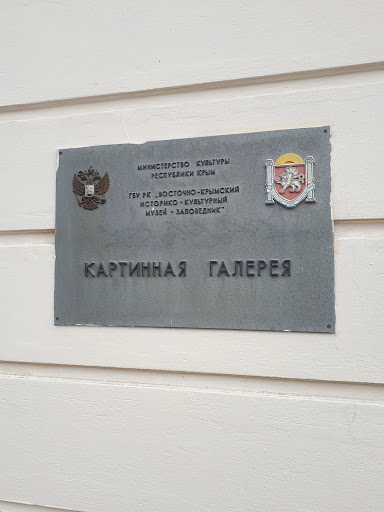 МИНИСТЕРСТВО КУЛЬТУРЫ
РЕСПУБЛИКИ КРЫМ
ГБУ РК „ВОСТОЧНО-КРЫМСКИЙ
ИСТОРИКО-КУЛЬТУРНЫЙ
МУЗЕЙ - ЗАПОВЕДНИК"
КАРТИННАЯ ГАЛЕРЕЯ